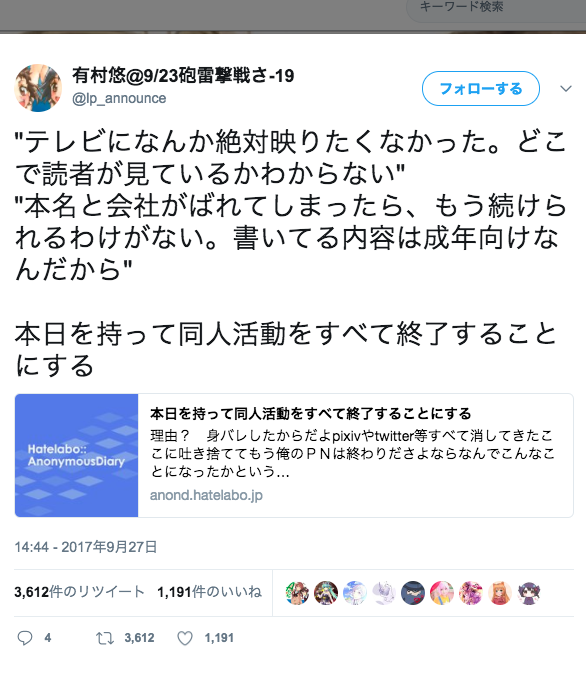 キーワード検索
有村悠@9/23砲雷撃戦さ-19
@lp_announce
フォローする
"テレビになんか絶対映りたくなかった。どこ
で読者が見ているかわからない"
"本名と会社がばれてしまったら、もう続けら
れるわけがない。書いてる内容は成年向けな
んだから"
本日を持って同人活動をすべて終了すること
にする
Hatelabo::
AnonymousDiary
本日を持って同人活動をすべて終了することにする
理由？　身バレしたからだよpixivやtwitter等すべて消してきたこ
こに吐き捨ててもう俺のＰＮは終わりださよならなんでこんなこ
とになったかという...
anond.hatelabo.jp
14:44 - 2017年9月27日
3,612件のリツイート 1,191件のいいね
4 3,612 1,191